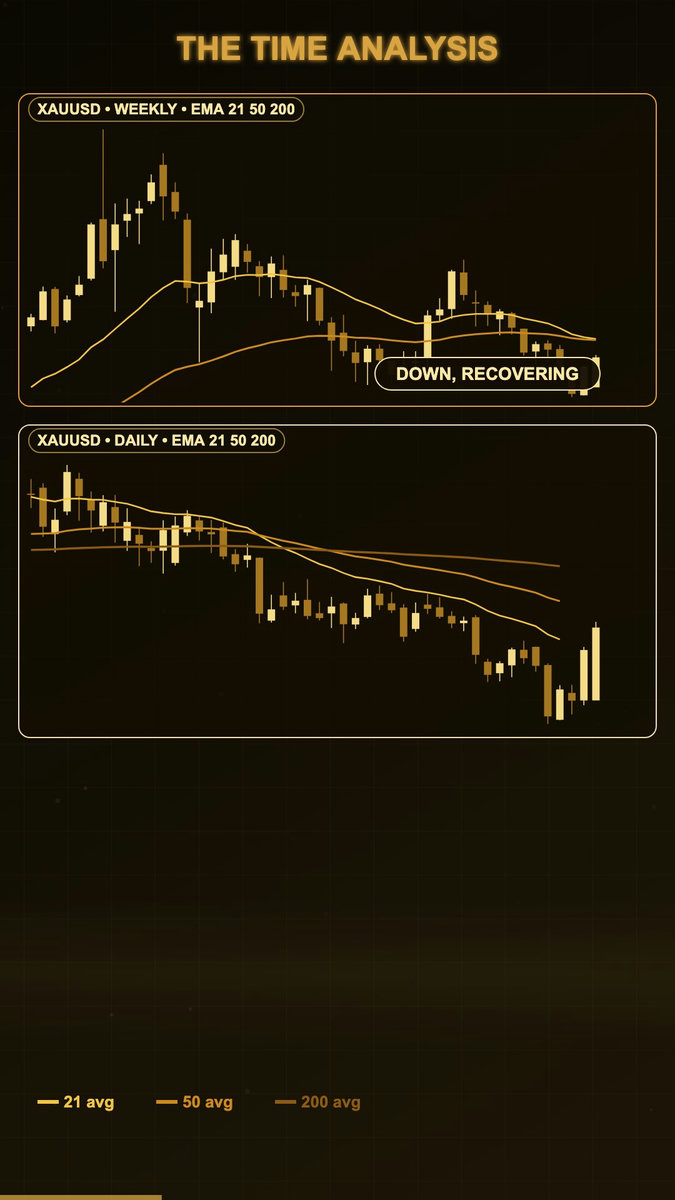 THE TIME ANALYSIS
XAUUSD • WEEKLY • EMA 21 50 200
DOWN, RECOVERING
XAUUSD • DAILY • EMA 21 50 200
21 avg
50 avg
200 avg